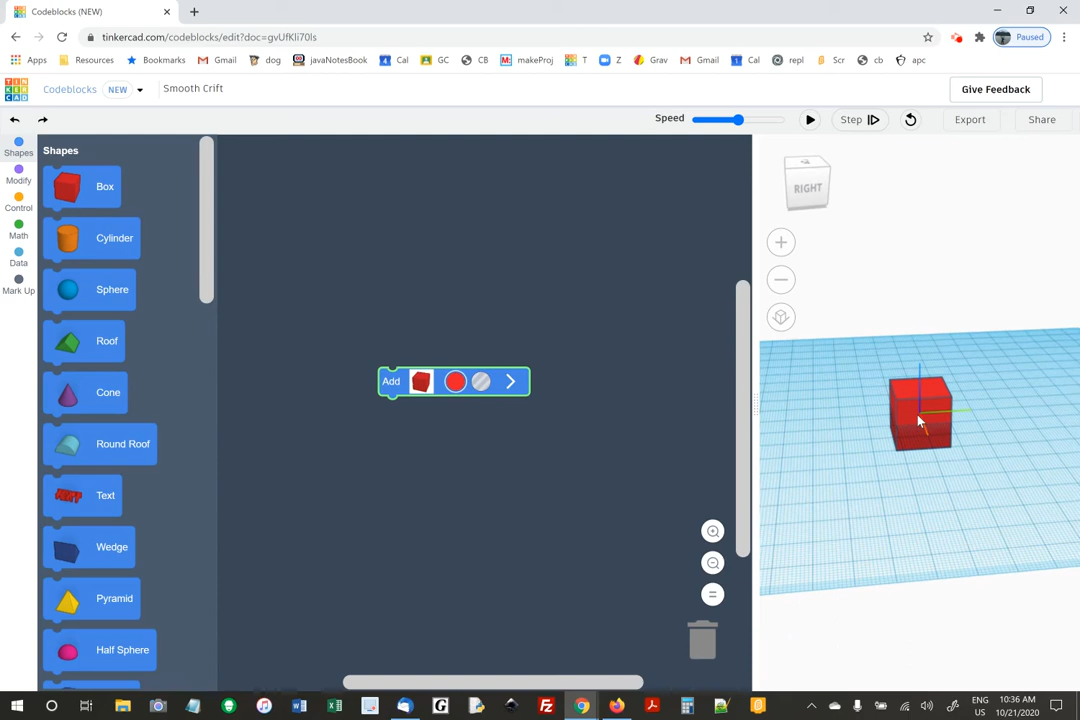 Codeblocks (NEW)
tinkercad.com/codeblocks/edit?doc=gvUfKli70ls
Paused
Apps Resources Bookmarks Gmail dog javaNotesBook Cal GC CB makeProj T Z Grav Gmail Cal repl Scr cb apc
TIN
KER
CAD
Codeblocks NEW Smooth Crift Give Feedback
Speed Step Export Share
Shapes
Modify
Control
Math
Data
Mark Up
Shapes
Box
Cylinder
Sphere
Roof
Cone
Round Roof
Text
Wedge
Pyramid
Half Sphere
Add
RIGHT
ENG
US
10:36 AM
10/21/2020